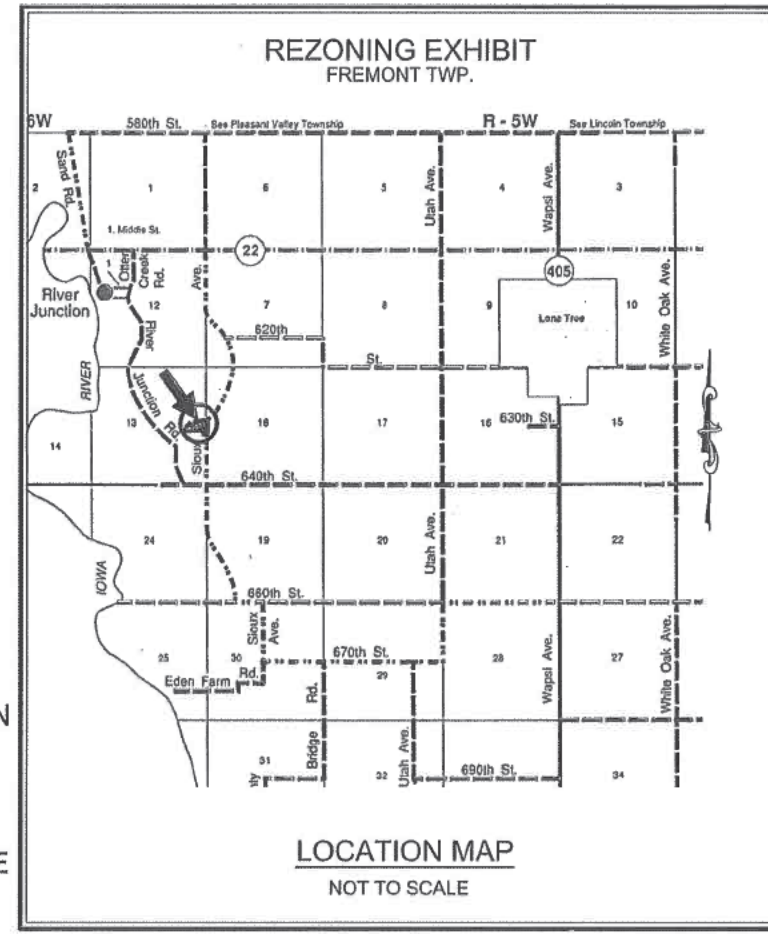 REZONING EXHIBIT
FREMONT TWP.
6W
580th St.
See Pleasant Valley Township
R - 5W
See Lincoln Township
Sand Rd.
2
1
6
5
Utah Ave.
4
Wapsi Ave.
3
1. Middle St.
22
Otter
Creek
Rd.
Ave.
405
White Oak Ave.
River
Junction
1
12
7
8
9
Lone Tree
10
620th
River
St.
RIVER
Junction
Rd.
13
14
Sioux
18
17
16
630th St.
15
640th St.
24
19
20
Utah Ave.
21
22
IOWA
660th St.
Sioux
Ave.
25
30
670th St.
29
28
Wapsi Ave.
27
White Oak Ave.
Eden Farm
Rd.
Bridge
Rd.
31
32
Utah Ave.
690th St.
34
N
E
LOCATION MAP
NOT TO SCALE